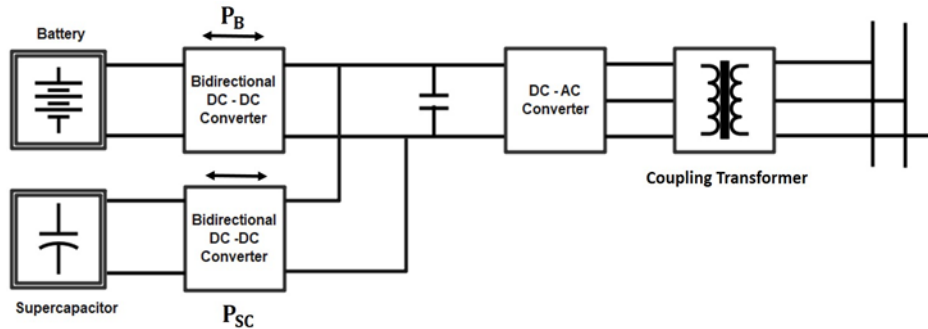 P_B
Battery
Bidirectional
DC - DC
Converter
DC - AC
Converter
Coupling Transformer
Bidirectional
DC -DC
Converter
Supercapacitor
P_SC